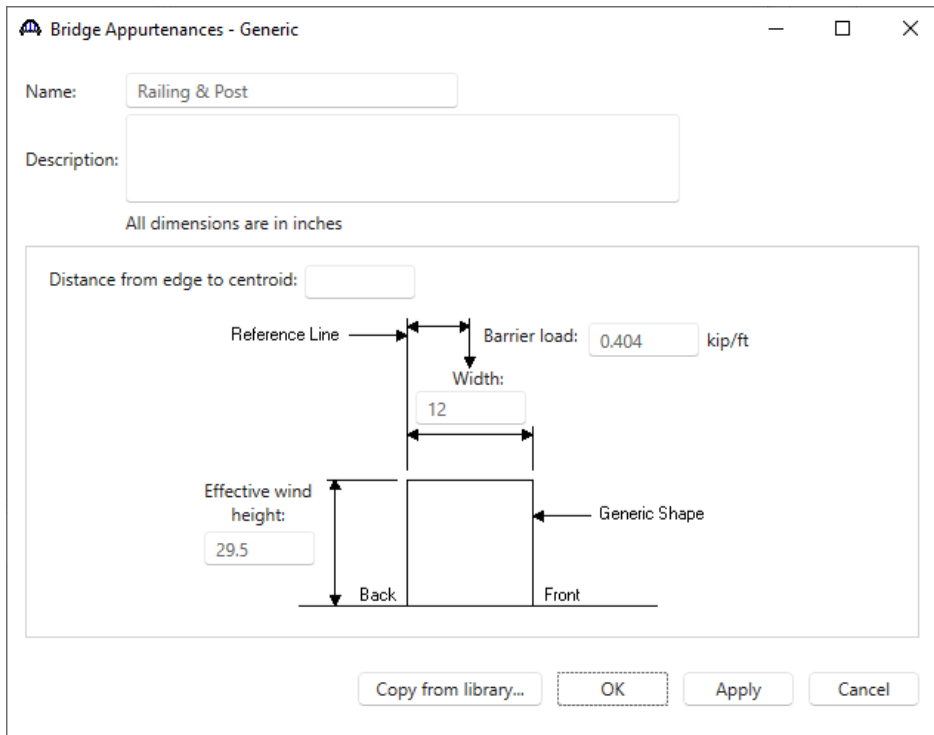 Bridge Appurtenances - Generic
Name: Railing & Post
Description:
All dimensions are in inches
Distance from edge to centroid:
Reference Line
Barrier load: 0.404 kip/ft
Width:
12
Effective wind
height:
29.5
Generic Shape
Back
Front
Copy from library...
OK
Apply
Cancel